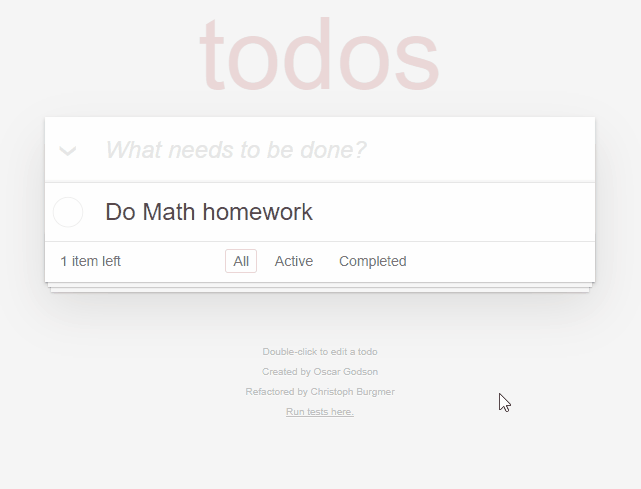 todos
What needs to be done?
Do Math homework
1 item left All Active Completed
Double-click to edit a todo
Created by Oscar Godson
Refactored by Christoph Burgmer
Run tests here.